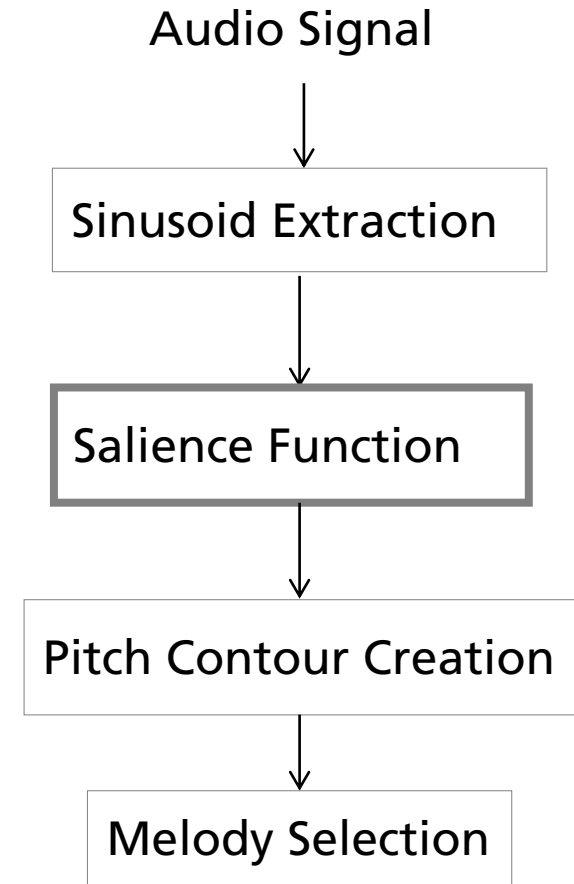 Audio Signal
Sinusoid Extraction
Salience Function
Pitch Contour Creation
Melody Selection